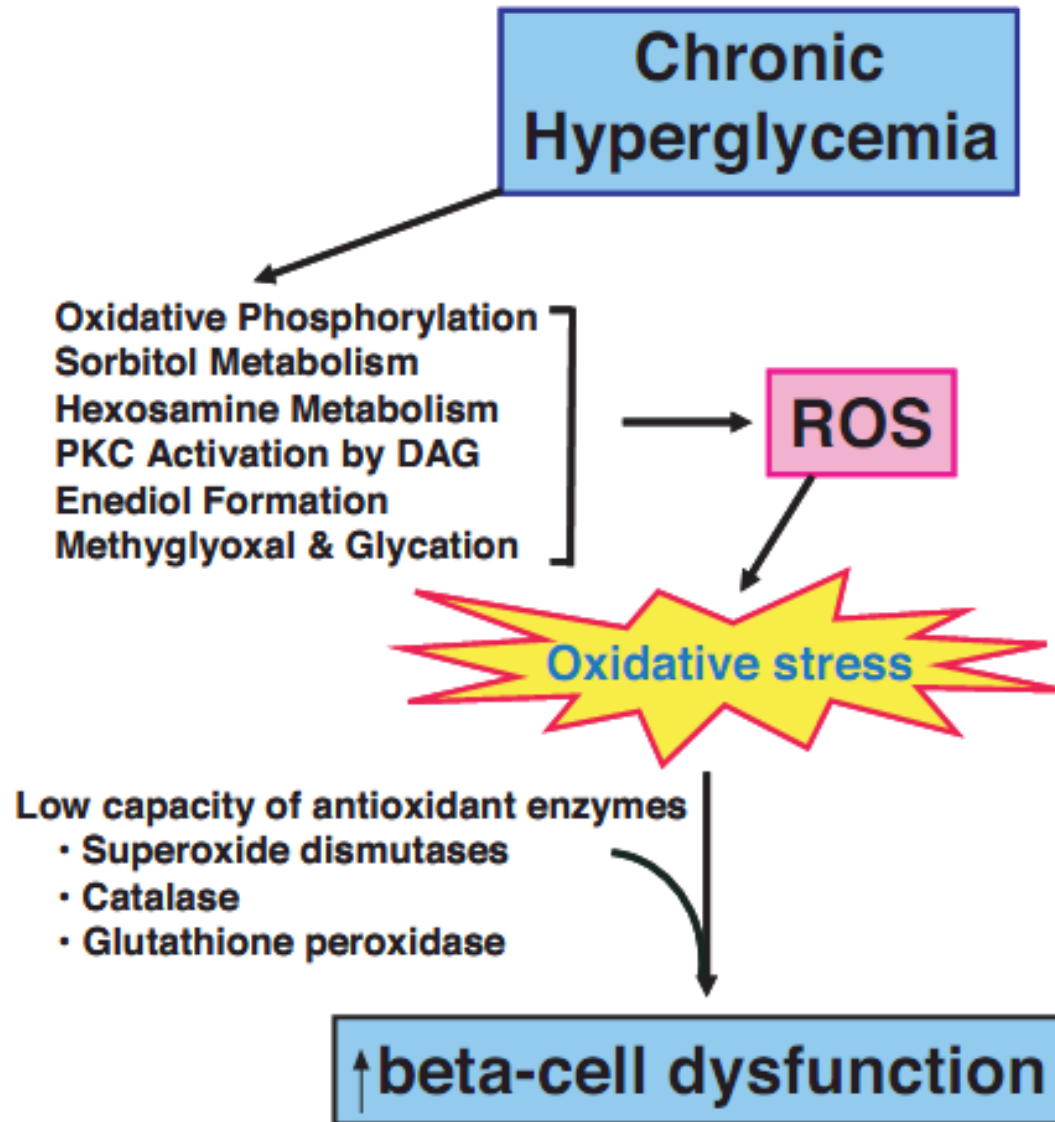 Chronic
Hyperglycemia
Oxidative Phosphorylation
Sorbitol Metabolism
Hexosamine Metabolism
PKC Activation by DAG
Enediol Formation
Methyglyoxal & Glycation
ROS
Oxidative stress
Low capacity of antioxidant enzymes
・Superoxide dismutases
・Catalase
・Glutathione peroxidase
↑beta-cell dysfunction